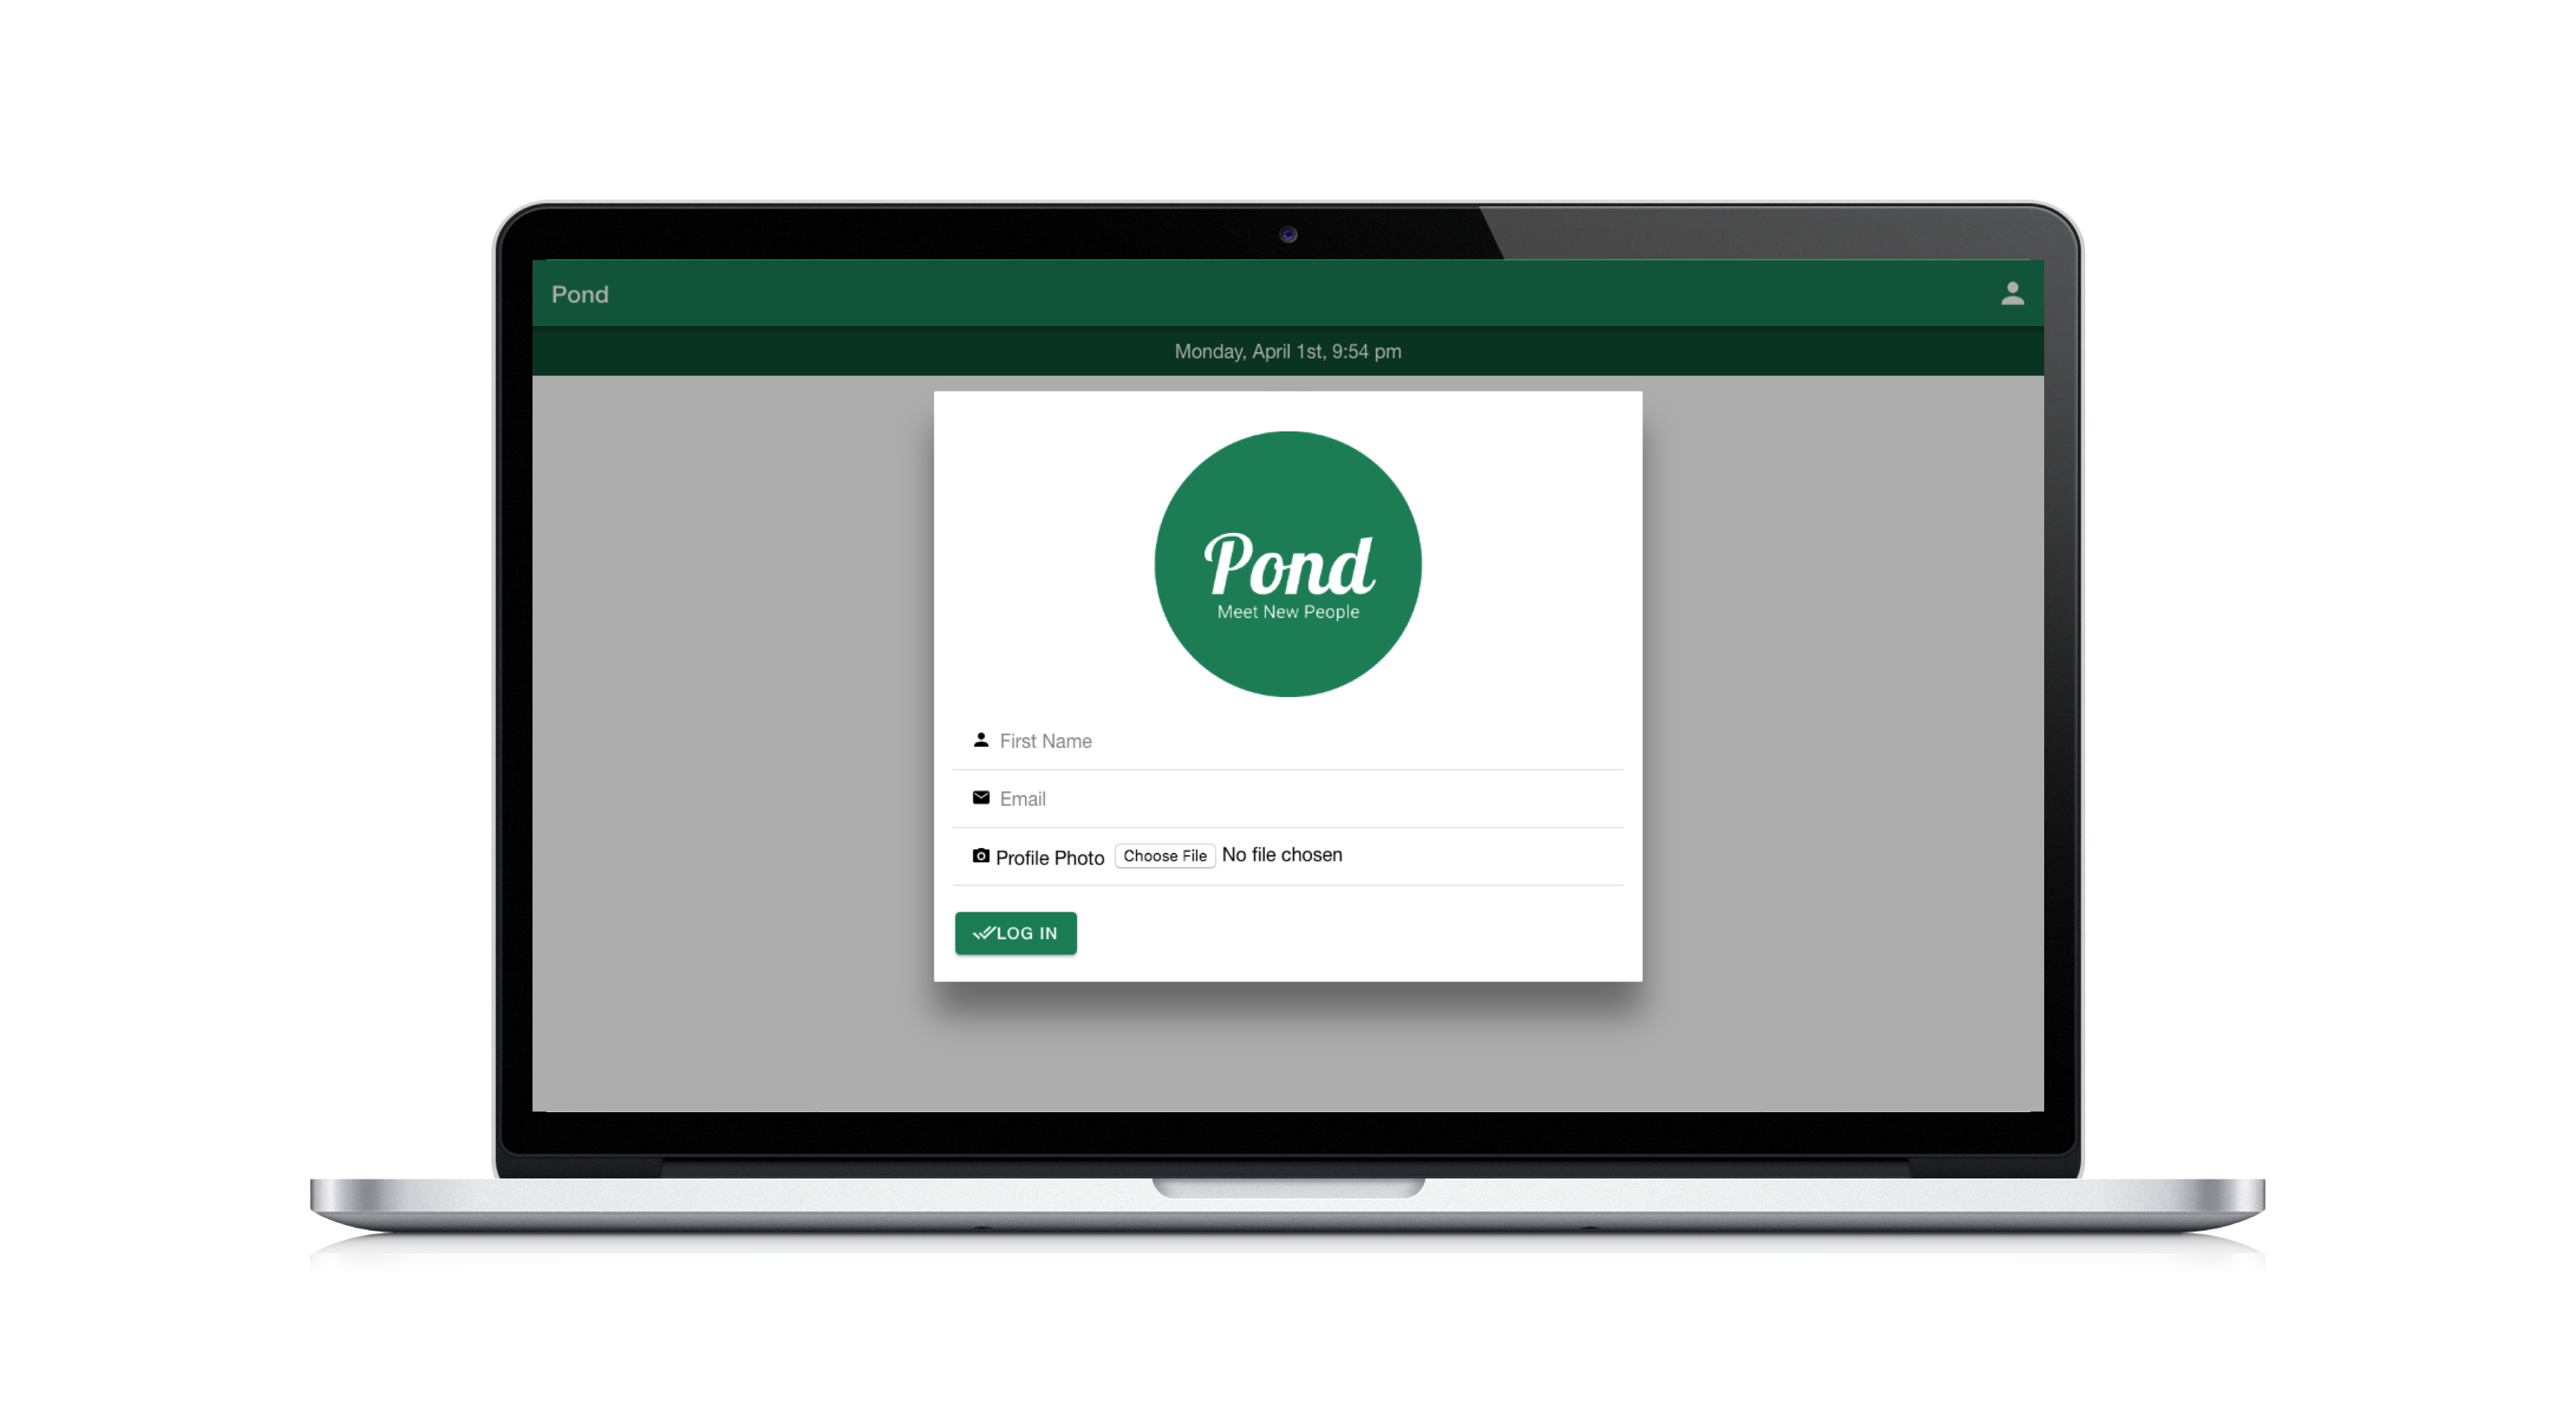 Pond
Monday, April 1st, 9:54 pm
Pond
Meet New People
First Name
Email
Profile Photo Choose File No file chosen
LOG IN